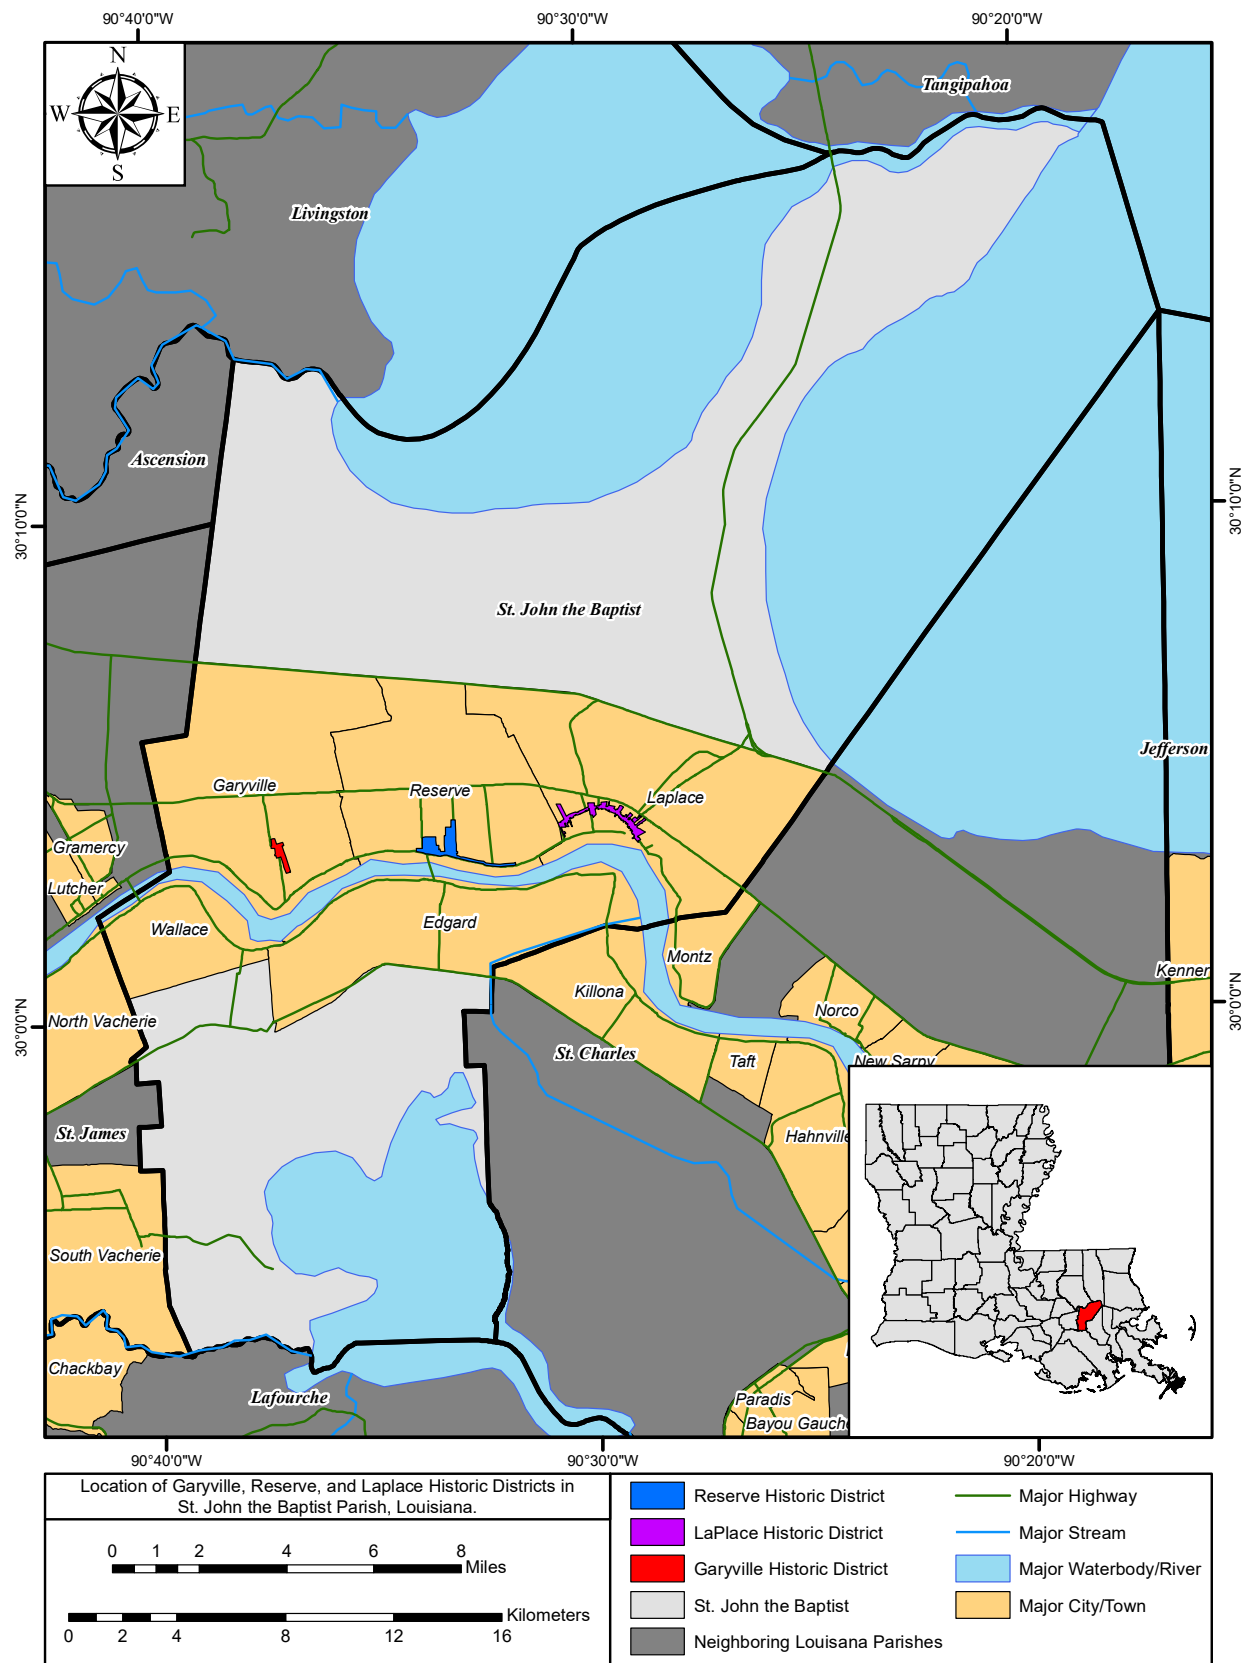 90°40'0"W
90°30'0"W
90°20'0"W
N
W
E
S
Tangipahoa
Livingston
Ascension
30°10'0"N
30°10'0"N
St. John the Baptist
Jefferson
Garyville
Reserve
Laplace
Gramercy
Lutcher
Wallace
Edgard
Montz
Kenner
Killona
Norco
North Vacherie
30°0'0"N
30°0'0"N
St. Charles
Taft
New Sarpy
St. James
Hahnville
South Vacherie
Chackbay
Lafourche
Paradis
Bayou Gauch
90°40'0"W
90°30'0"W
90°20'0"W
Location of Garyville, Reserve, and Laplace Historic Districts in
St. John the Baptist Parish, Louisiana.
0 1 2 4 6 8
Miles
Kilometers
0 2 4 8 12 16
Reserve Historic District
LaPlace Historic District
Garyville Historic District
St. John the Baptist
Neighboring Louisana Parishes
Major Highway
Major Stream
Major Waterbody/River
Major City/Town